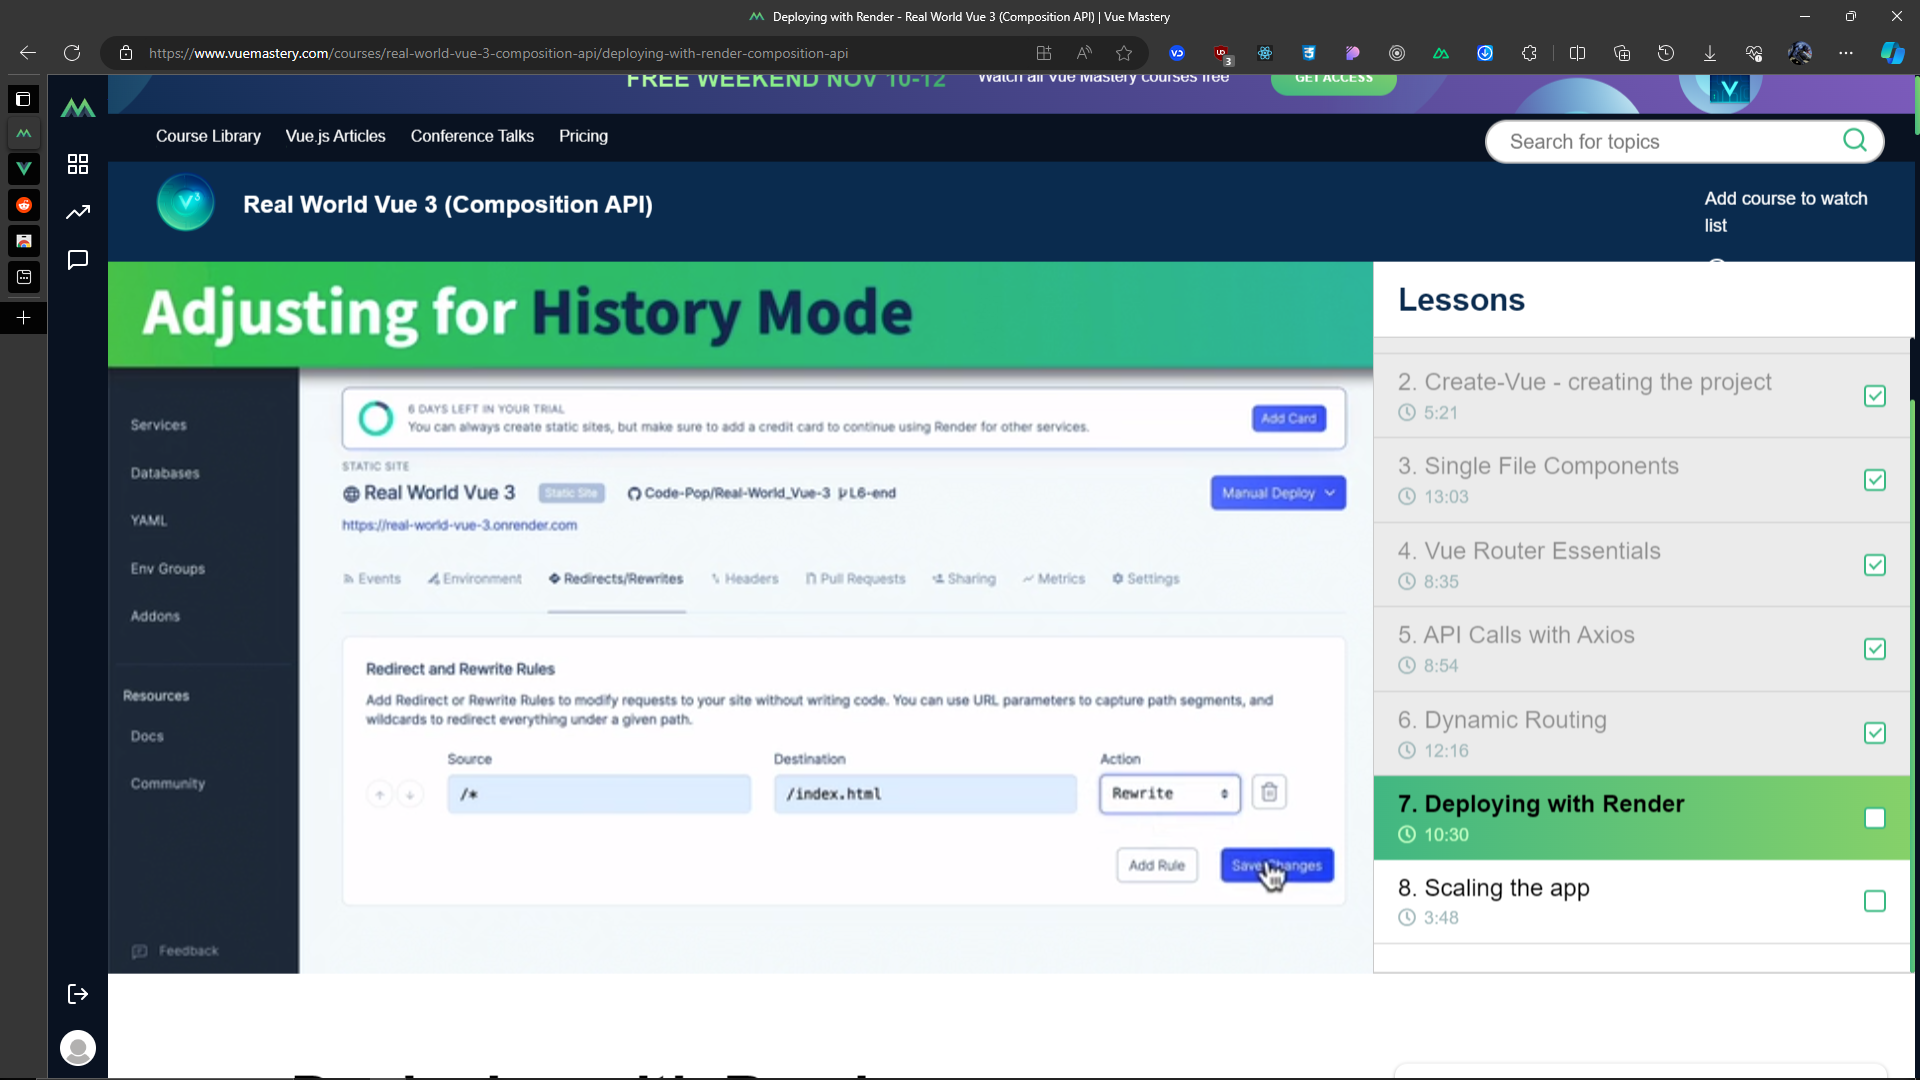 Deploying with Render - Real World Vue 3 (Composition API) | Vue Mastery
https://www.vuemastery.com/courses/real-world-vue-3-composition-api/deploying-with-render-composition-api
3
FREE WEEKEND NOV 10-12
Watch all Vue Mastery courses free
GET ACCESS
Course Library
Vue.js Articles
Conference Talks
Pricing
Search for topics
Real World Vue 3 (Composition API)
Add course to watch
list
Adjusting for History Mode
Services
Databases
YAML
Env Groups
Addons
Resources
Docs
Community
Feedback
6 DAYS LEFT IN YOUR TRIAL
You can always create static sites, but make sure to add a credit card to continue using Render for other services.
Add Card
STATIC SITE
Real World Vue 3
Static Site
Code-Pop/Real-World_Vue-3
L6-end
Manual Deploy
https://real-world-vue-3.onrender.com
Events
Environment
Redirects/Rewrites
Headers
Pull Requests
Sharing
Metrics
Settings
Redirect and Rewrite Rules
Add Redirect or Rewrite Rules to modify requests to your site without writing code. You can use URL parameters to capture path segments, and
wildcards to redirect everything under a given path.
Source
Destination
Action
/*
/index.html
Rewrite
Add Rule
Save Changes
Lessons
2. Create-Vue - creating the project
5:21
3. Single File Components
13:03
4. Vue Router Essentials
8:35
5. API Calls with Axios
8:54
6. Dynamic Routing
12:16
7. Deploying with Render
10:30
8. Scaling the app
3:48